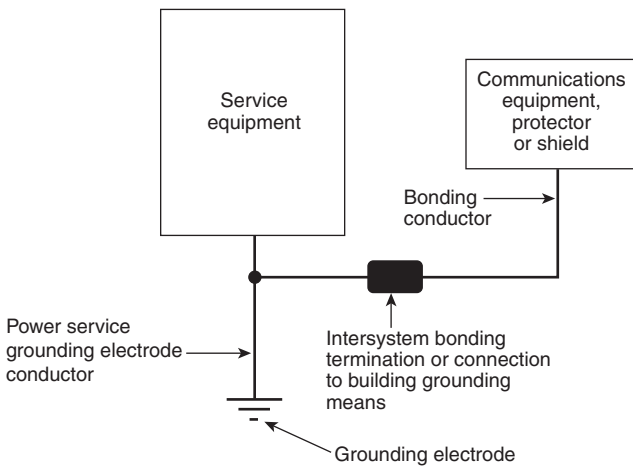 Service
equipment
Communications
equipment,
protector
or shield
Bonding
conductor
Power service
grounding electrode
conductor
Intersystem bonding
termination or connection
to building grounding
means
Grounding electrode